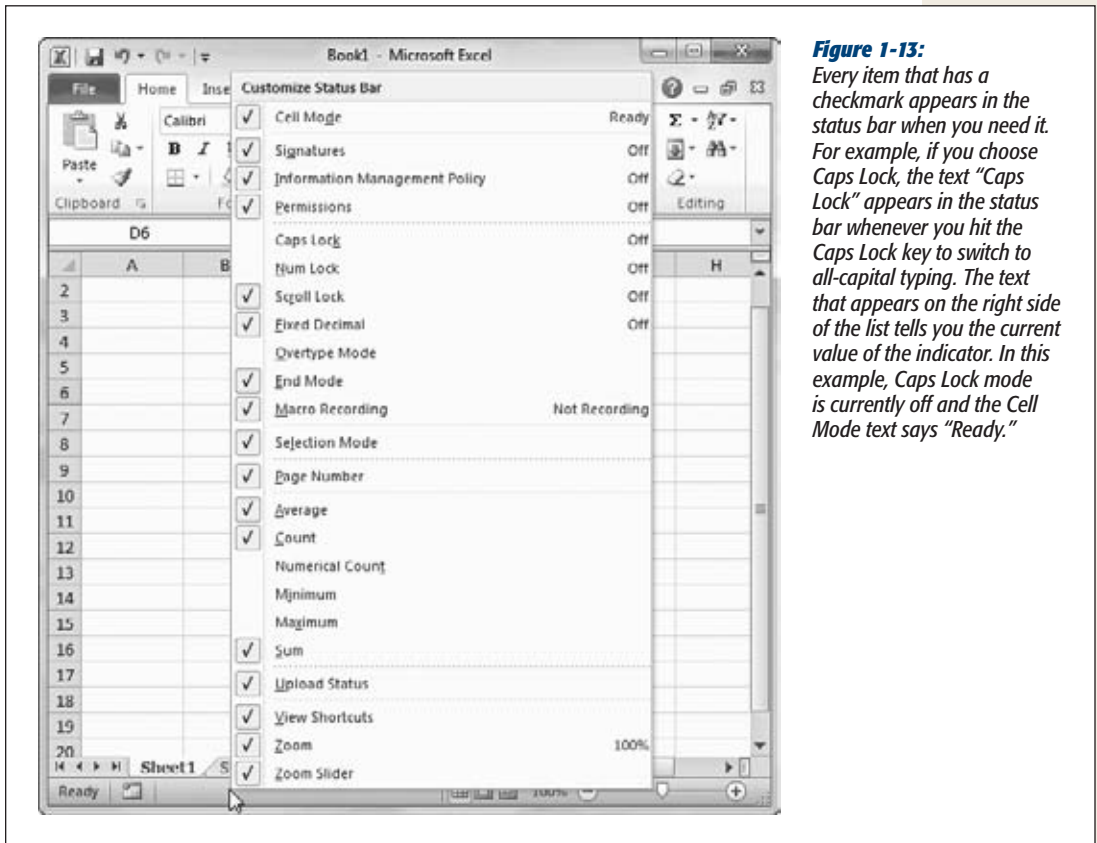 Book1 - Microsoft Excel
File Home Inse
Customize Status Bar
Calibri
B I
Paste
Clipboard
Fo
Σ
Editing
D6
A B H
2
3
4
5
6
7
8
9
10
11
12
13
14
15
16
17
18
19
20
Cell Mode Ready
Signatures Off
Information Management Policy Off
Permissions Off
Caps Lock Off
Num Lock Off
Scroll Lock Off
Fixed Decimal Off
Overtype Mode
End Mode
Macro Recording Not Recording
Selection Mode
Page Number
Average
Count
Numerical Count
Minimum
Maximum
Sum
Upload Status
View Shortcuts
Zoom 100%
Zoom Slider
Sheet1 S
Ready 100%
Figure 1-13:
Every item that has a
checkmark appears in the
status bar when you need it.
For example, if you choose
Caps Lock, the text “Caps
Lock” appears in the status
bar whenever you hit the
Caps Lock key to switch to
all-capital typing. The text
that appears on the right side
of the list tells you the current
value of the indicator. In this
example, Caps Lock mode
is currently off and the Cell
Mode text says “Ready.”